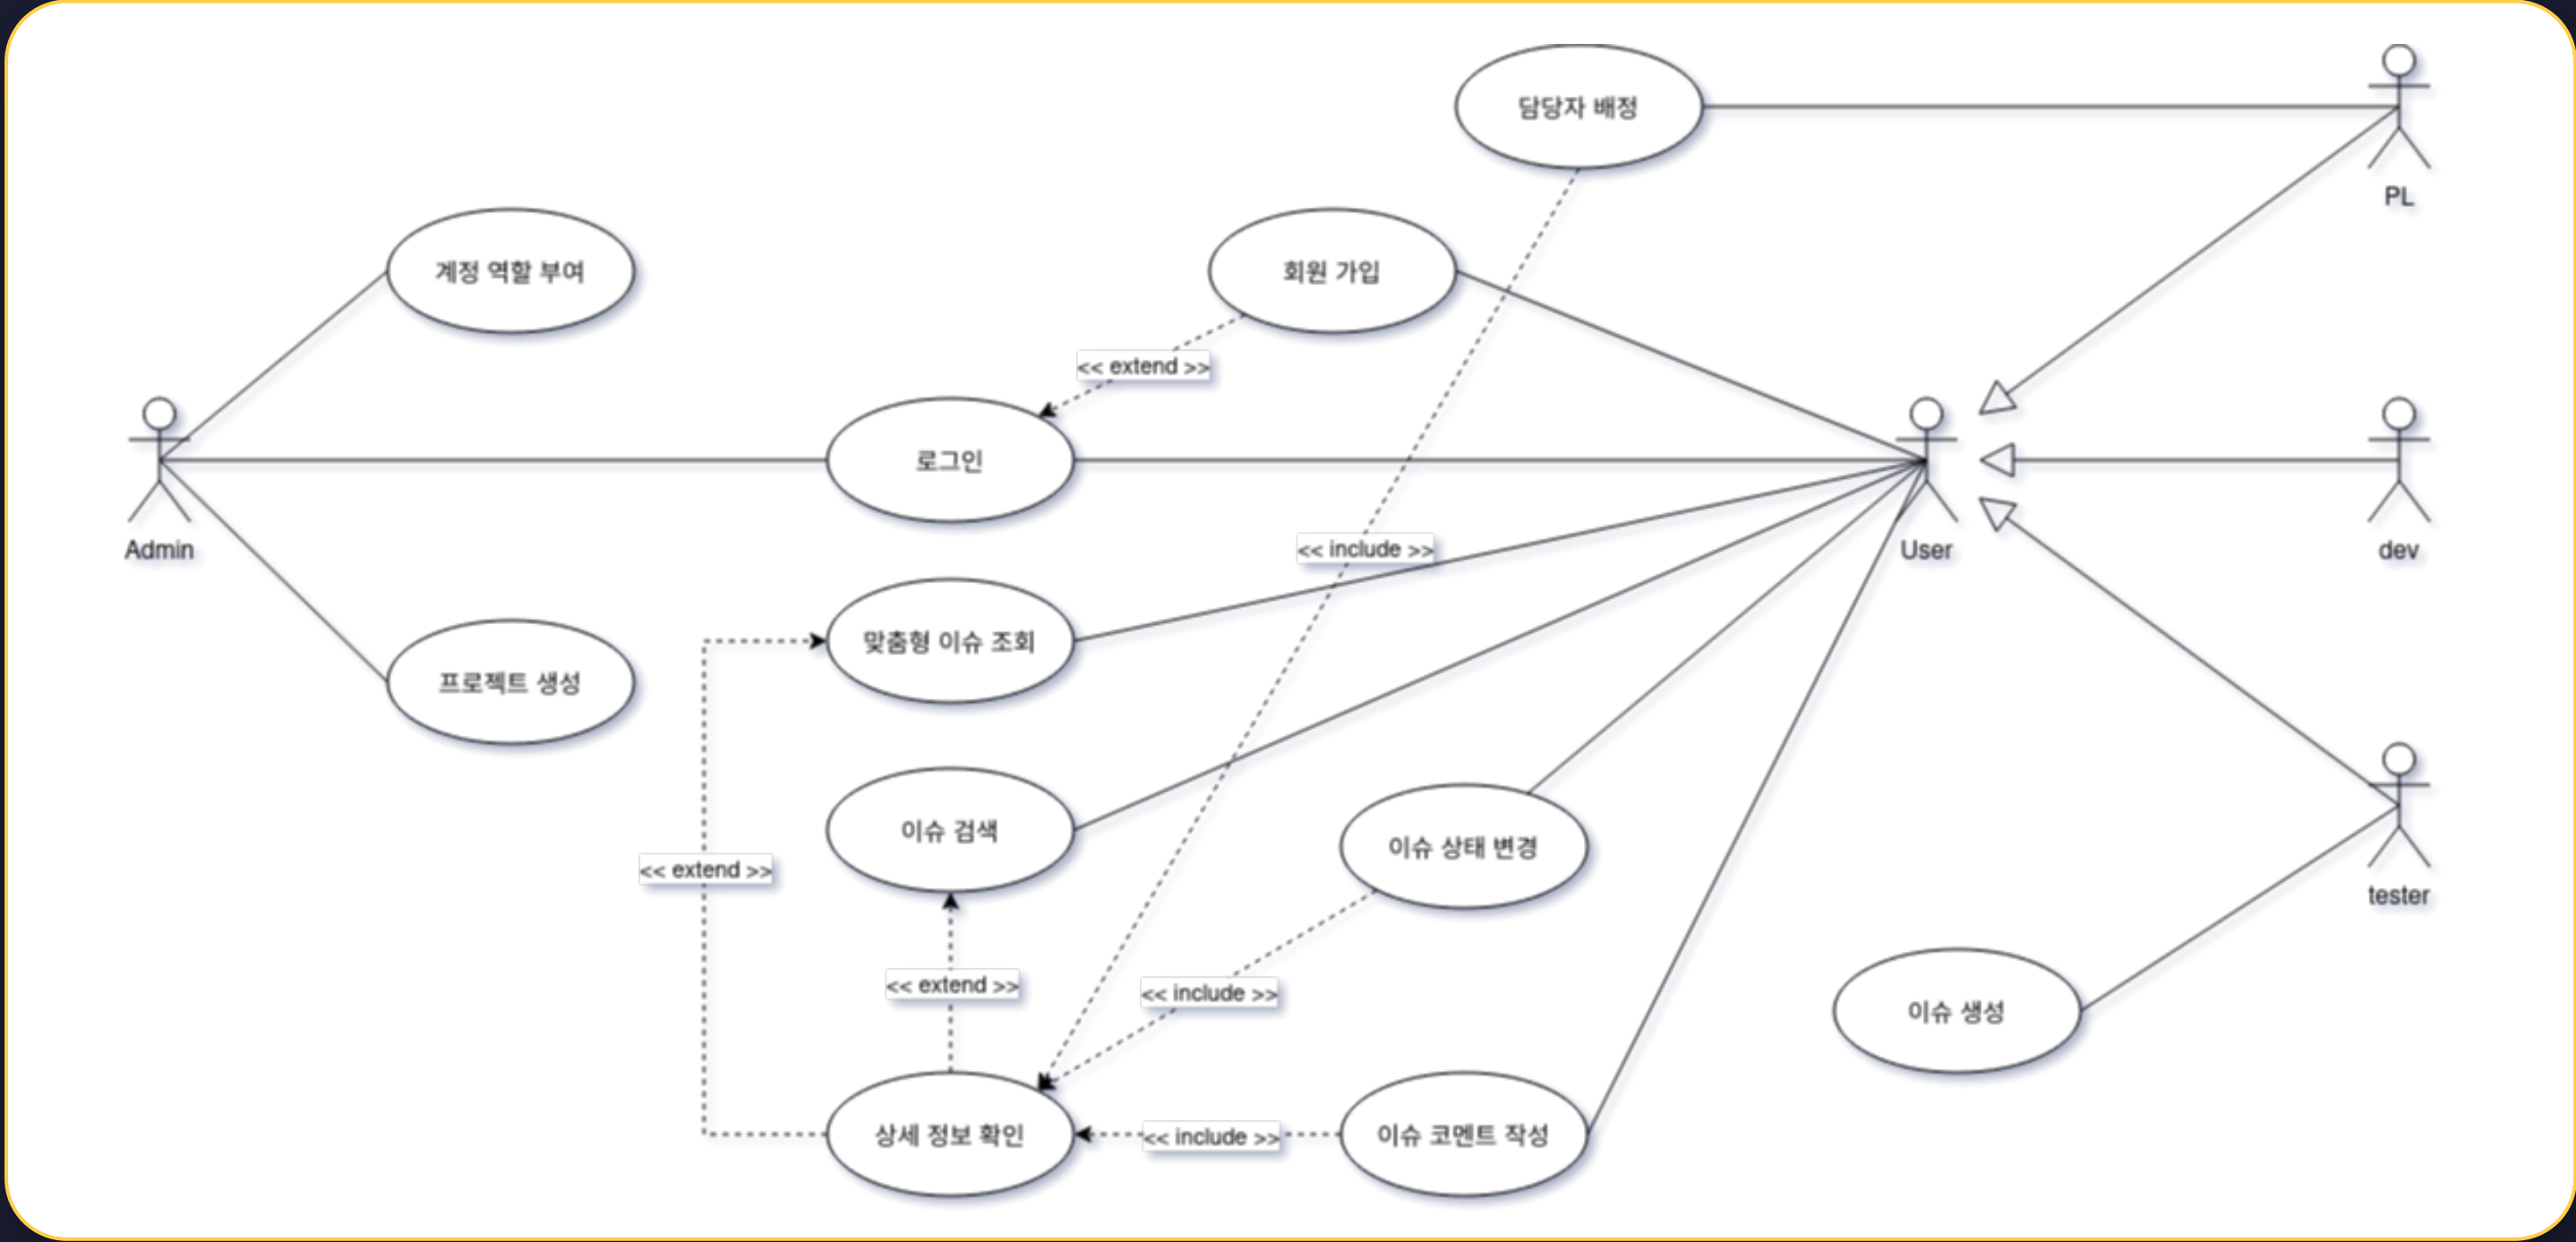 담당자 배정
PL
계정 역할 부여
회원 가입
<< extend >>
로그인
Admin
User
dev
<< include >>
맞춤형 이슈 조회
프로젝트 생성
이슈 검색
이슈 상태 변경
<< extend >>
tester
<< extend >>
<< include >>
이슈 생성
상세 정보 확인
<< include >>
이슈 코멘트 작성